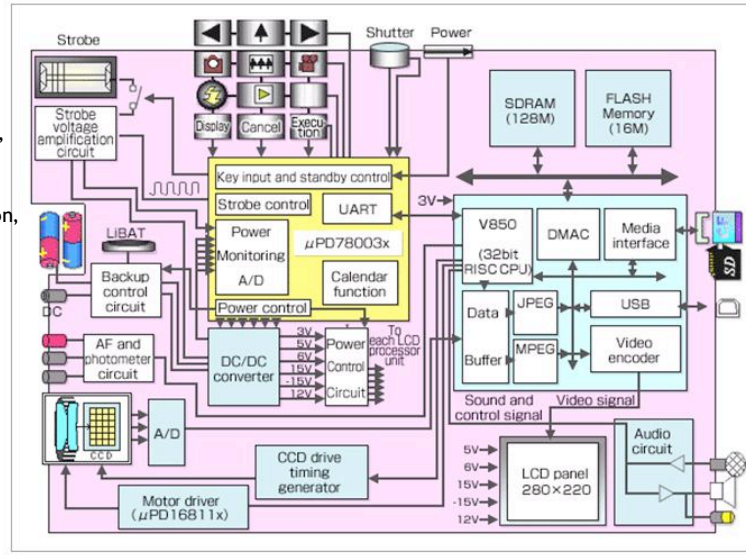 Strobe
Shutter
Power
,
on,
Strobe
voltage
amplification
circuit
Display
Cancel
Execu-
tion
SDRAM
(128M)
FLASH
Memory
(16M)
Key input and standby control
Strobe control
UART
Power
Monitoring
A/D
μPD78003x
Calendar
function
Power control
3V
V850
(32bit
RISC CPU)
DMAC
Media
interface
SD
LiBAT
Backup
control
circuit
DC
Data
Buffer
JPEG
MPEG
USB
Video
encoder
AF and
photometer
circuit
DC/DC
converter
3V
5V
6V
15V
-15V
12V
Power
Control
Circuit
To
each LCD
processor
unit
CCD
A/D
Sound and
control signal
Video signal
CCD drive
timing
generator
Motor driver
(μPD16811x)
5V
6V
15V
-15V
12V
LCD panel
280×220
Audio
circuit